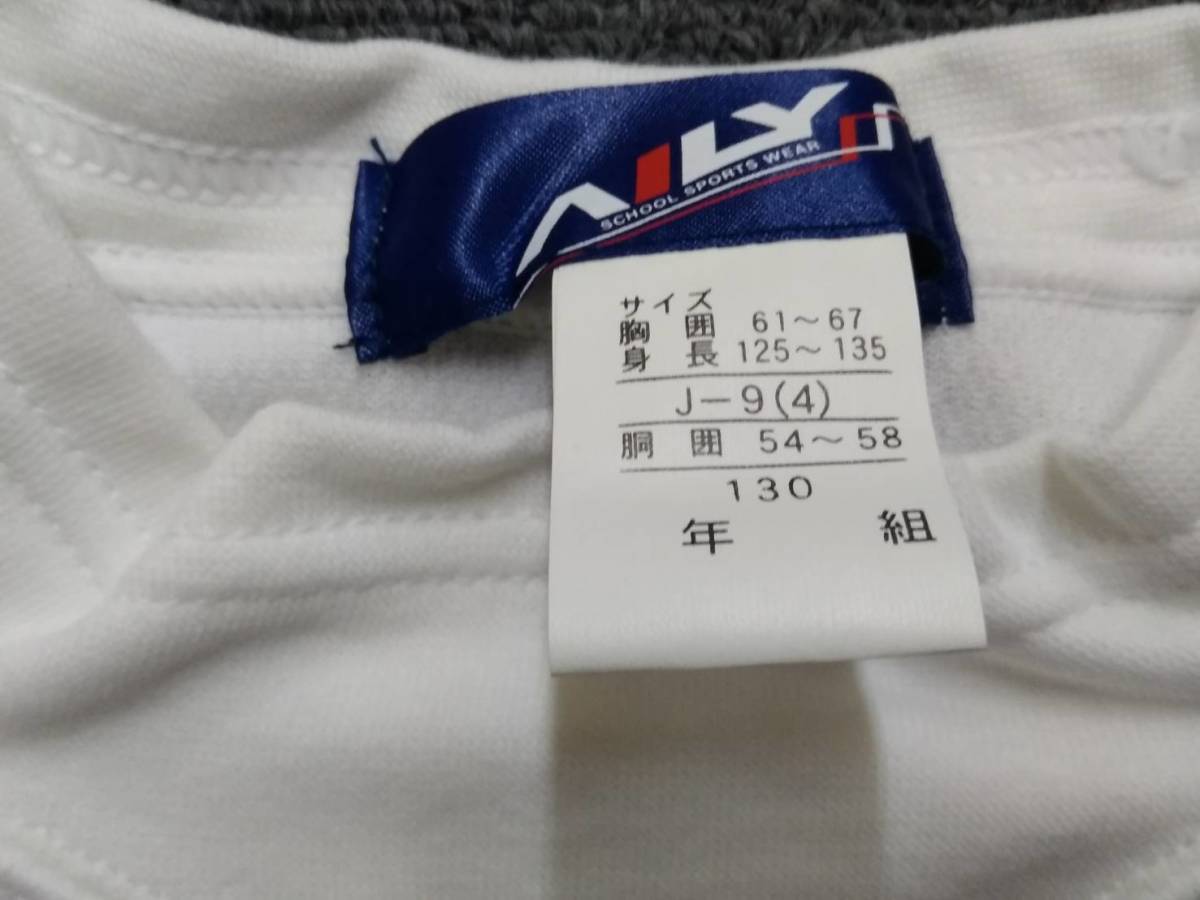 AILY
SCHOOL SPORTS WEAR
サイズ
胸 囲 61～67
身 長 125～135
J－9(4)
胴 囲 54～58
130
年 組